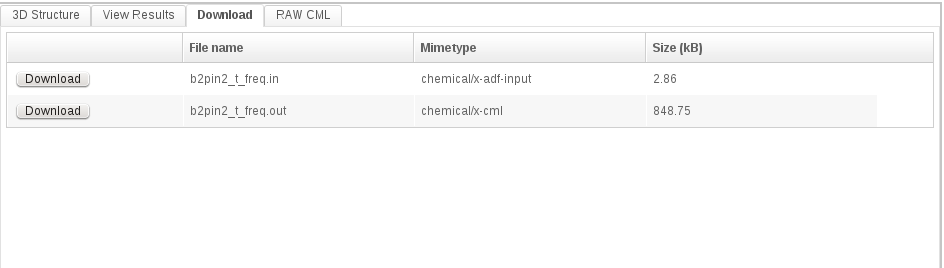 3D Structure View Results Download RAW CML
File name Mimetype Size (kB)
Download b2pin2_t_freq.in chemical/x-adf-input 2.86
Download b2pin2_t_freq.out chemical/x-cml 848.75